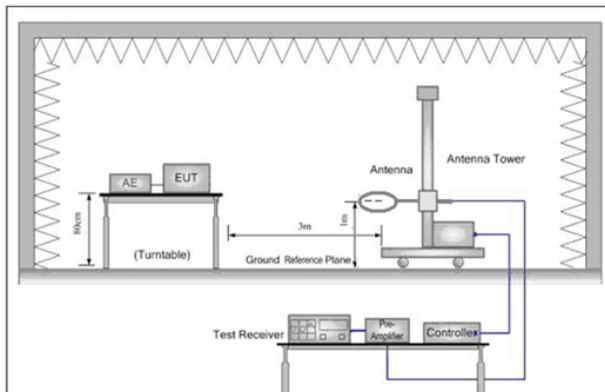 Antenna
Antenna Tower
AE
EUT
80cm
(Turntable)
3m
1m
Ground Reference Plane
Test Receiver
Pre-
Amplifier
Controller